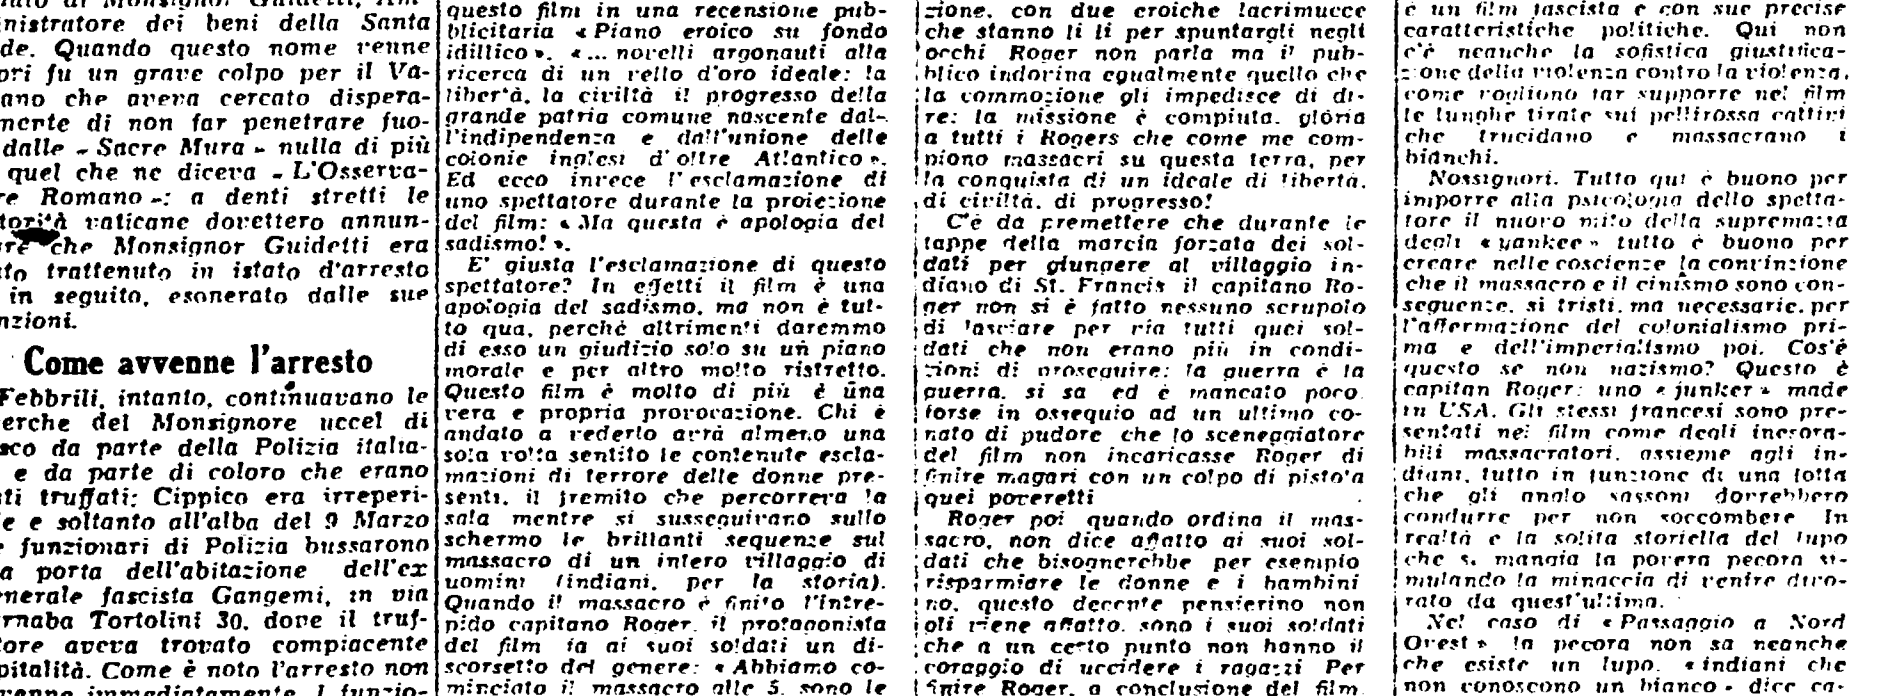 nistratore dei beni della Santa
de. Quando questo nome venne
ori fu un grave colpo per il Va-
ano che aveva cercato dispera-
mente di non far penetrare fuo-
dalle « Sacre Mura » nulla di più
quel che ne diceva « L'Osserva-
re Romano »: a denti stretti le
torità vaticane dovettero annun-
are che Monsignor Guidetti era
to trattenuto in istato d'arresto
in seguito, esonerato dalle sue
nzioni.
Come avvenne l'arresto
Febbrili, intanto, continuavano le
erche del Monsignore uccel di
sco da parte della Polizia italia-
e da parte di coloro che erano
ti truffati: Cippico era irreperi-
e e soltanto all'alba del 9 Marzo
funzionari di Polizia bussarono
a porta dell'abitazione dell'ex
nerale fascista Gangemi, in via
rnaba Tortolini 30, dove il truf-
tore aveva trovato compiacente
pitalità. Come è noto l'arresto non
venne immediatamente. I funzio-
questo film in una recensione pub-
blicitaria « Piano eroico su fondo
idillico ». « ... novelli argonauti alla
ricerca di un vello d'oro ideale: la
libertà, la civiltà il progresso della
grande patria comune nascente dal-
l'indipendenza e dall'unione delle
colonie inglesi d'oltre Atlantico ».
Ed ecco invece l'esclamazione di
uno spettatore durante la proiezione
del film: « Ma questa è apologia del
sadismo! ».
E' giusta l'esclamazione di questo
spettatore? In effetti il film è una
apologia del sadismo, ma non è tut-
to qua, perchè altrimenti daremmo
di esso un giudizio solo su un piano
morale e per altro molto ristretto.
Questo film è molto di più è una
vera e propria provocazione. Chi è
andato a vederlo avrà almeno una
sola volta sentito le contenute escla-
mazioni di terrore delle donne pre-
senti, il fremito che percorreva la
sala mentre si susseguivano sullo
schermo le brillanti sequenze sul
massacro di un intero villaggio di
uomini (indiani, per la storia).
Quando il massacro è finito l'intre-
pido capitano Roger, il protagonista
del film fa ai suoi soldati un di-
scorsetto del genere: « Abbiamo co-
minciato il massacro alle 5, sono le
zione, con due eroiche lacrimucce
che stanno lì lì per spuntargli negli
occhi Roger non parla ma il pub-
blico indovina egualmente quello che
la commozione gli impedisce di di-
re: la missione è compiuta, gloria
a tutti i Rogers che come me com-
piono massacri su questa terra, per
la conquista di un ideale di libertà,
di civiltà, di progresso!
C'è da premettere che durante le
tappe della marcia forzata dei sol-
dati per giungere al villaggio in-
diano di St. Francis il capitano Ro-
ger non si è fatto nessuno scrupolo
di lasciare per via tutti quei sol-
dati che non erano più in condi-
zioni di proseguire: la guerra è la
guerra, si sa ed è mancato poco
forse in ossequio ad un ultimo co-
nato di pudore che lo sceneggiatore
del film non incaricasse Roger di
finire magari con un colpo di pistola
quei poveretti
Roger poi quando ordina il mas-
sacro, non dice affatto ai suoi sol-
dati che bisognerebbe per esempio
risparmiare le donne e i bambini
no, questo decente pensierino non
gli viene affatto, sono i suoi soldati
che a un certo punto non hanno il
coraggio di uccidere i ragazzi Per
finire Roger, a conclusione del film
è un film fascista e con sue precise
caratteristiche politiche. Qui non
c'è neanche la sofistica giustifica-
zione della violenza contro la violenza,
come vogliono far supporre nel film
le lunghe tirate sui pellirossa cattivi
che trucidano e massacrano i
bianchi.
Nossignori. Tutto qui è buono per
imporre alla psicologia dello spetta-
tore il nuovo mito della supremazia
degli « yankee » tutto è buono per
creare nelle coscienze la convinzione
che il massacro e il cinismo sono con-
seguenze, sì tristi, ma necessarie, per
l'affermazione del colonialismo pri-
ma e dell'imperialismo poi. Cos'è
questo se non nazismo? Questo è
capitan Roger: uno « junker » made
in USA. Gli stessi francesi sono pre-
sentati nel film come degli inesora-
bili massacratori, assieme agli in-
diani, tutto in funzione di una lotta
che gli anglo sassoni dovrebbero
condurre per non soccombere In
realtà è la solita storiella del lupo
che si mangia la povera pecora si-
mulando la minaccia di venire divo-
rato da quest'ultima.
Nel caso di « Passaggio a Nord
Ovest » la pecora non sa neanche
che esiste un lupo. « indiani che
non conoscono un bianco » dice ca-